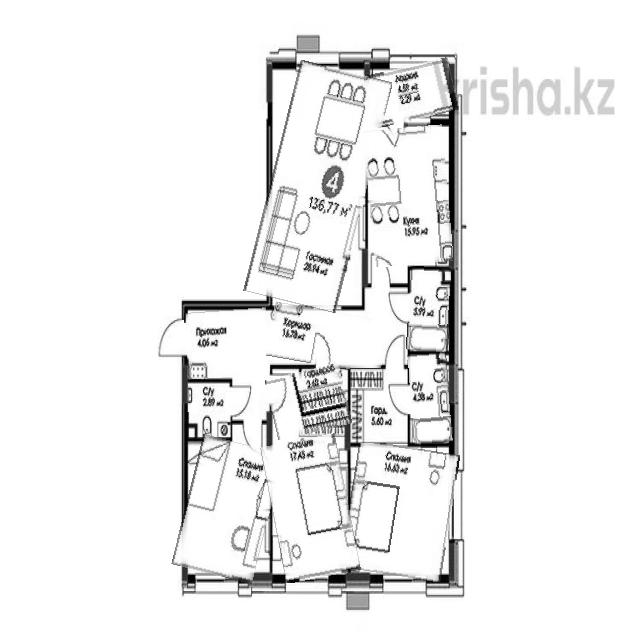 krisha.kz
Лоджия
4.58 м2
2.29 м2
4
136,77 м²
Кухня
15.95 м2
Гостиная
28.94 м2
С/у
3.99 м2
Прихожая
4.06 м2
Коридор
16.78 м2
Гардероб
2.62 м2
С/у
2.89 м2
С/у
4.38 м2
Гард.
5.60 м2
Спальня
15.18 м2
Спальня
17.45 м2
Спальня
16.63 м2